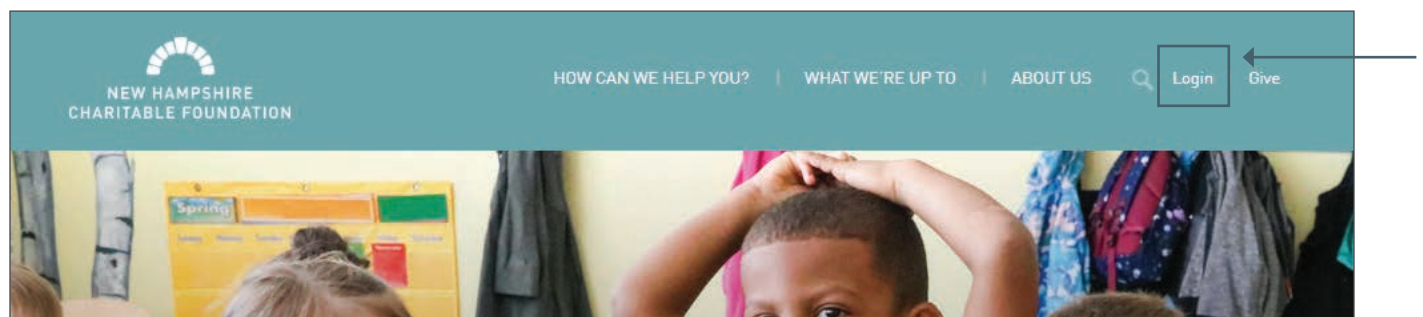 NEW HAMPSHIRE
CHARITABLE FOUNDATION
HOW CAN WE HELP YOU? | WHAT WE'RE UP TO | ABOUT US Login Give
Spring